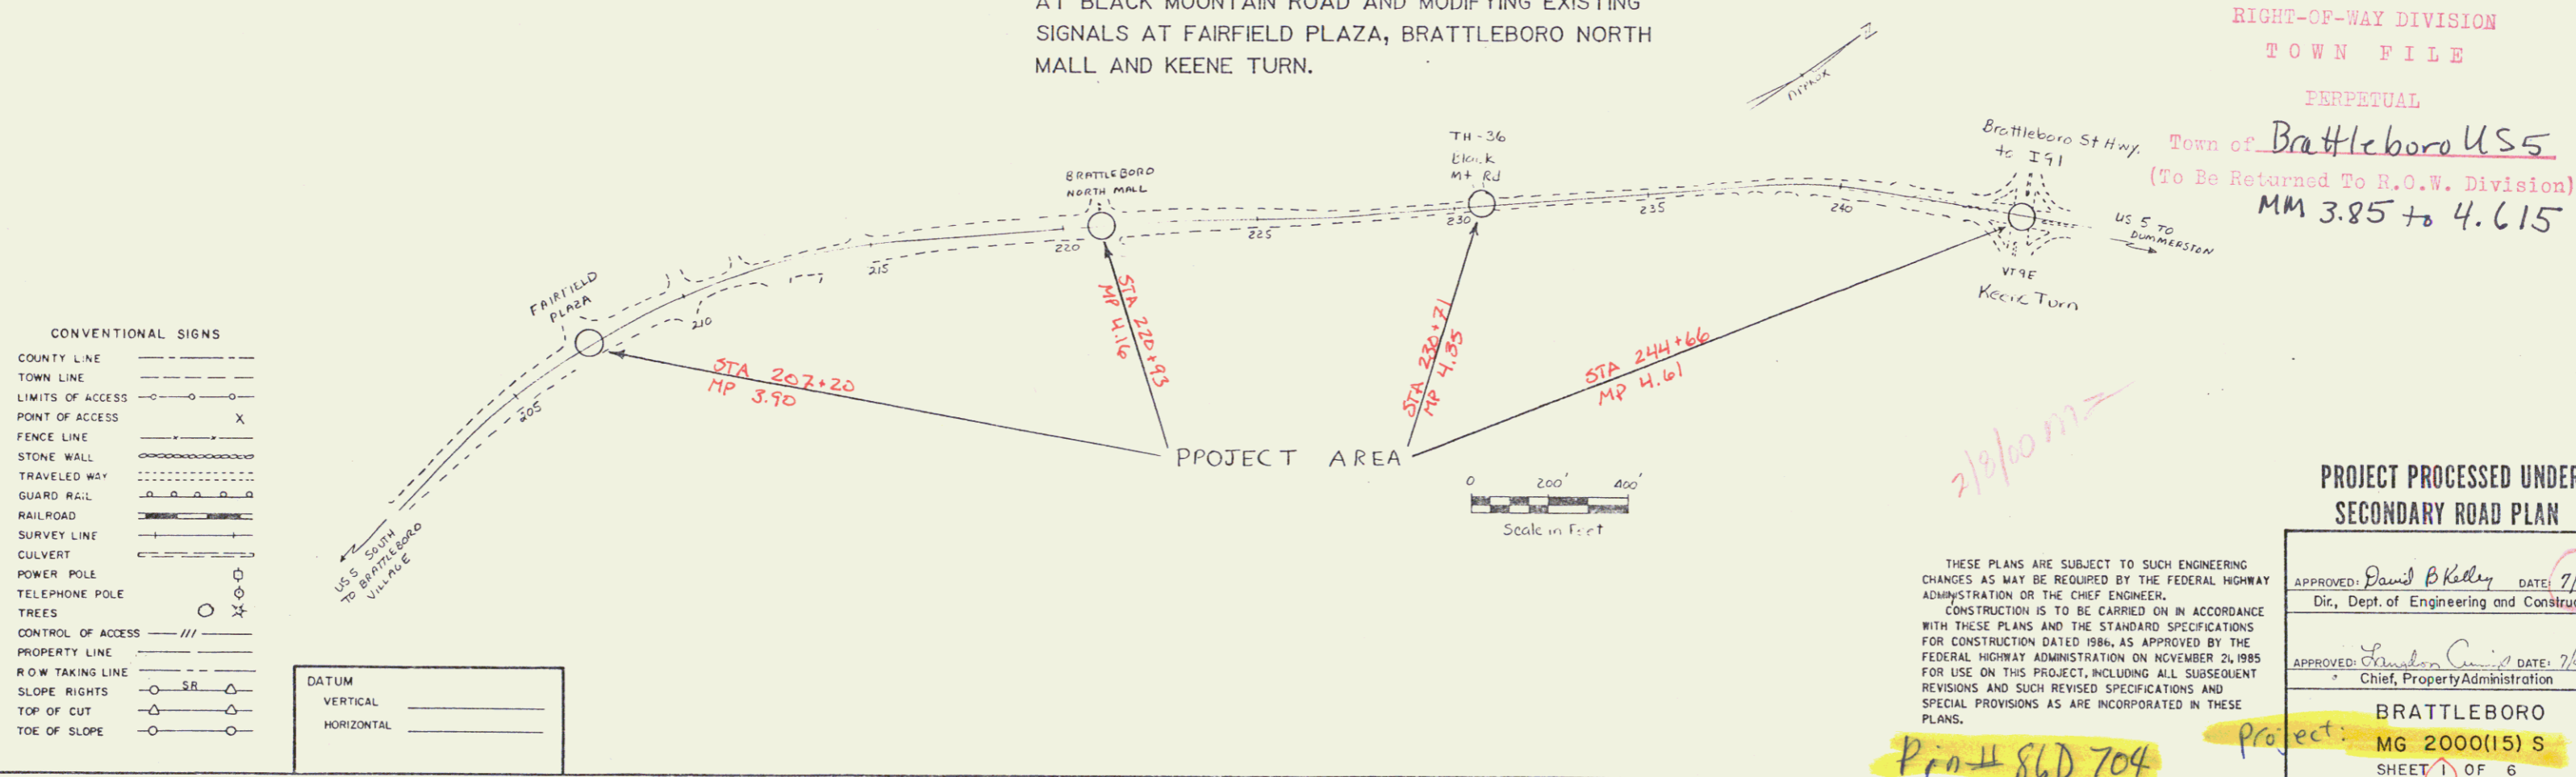 AT BLACK MOUNTAIN ROAD AND MODIFYING EXISTING
SIGNALS AT FAIRFIELD PLAZA, BRATTLEBORO NORTH
MALL AND KEENE TURN.
N
APPROX
RIGHT-OF-WAY DIVISION
TOWN FILE
PERPETUAL
Town of Brattleboro US5
(To Be Returned To R.O.W. Division)
MM 3.85 to 4.615
Brattleboro St Hwy.
to I91
TH-36
Black
Mt Rd
BRATTLEBORO
NORTH MALL
FAIRFIELD
PLAZA
205
210
215
220
225
230
235
240
US 5 TO
DUMMERSTON
VT9E
Keene Turn
STA 207+20
MP 3.90
STA 220+93
MP 4.16
STA 230+71
MP 4.35
STA 244+66
MP 4.61
PPOJECT AREA
0 200' 400'
Scale in Feet
US 5 SOUTH
TO BRATTLEBORO
VILLAGE
2/8/00
CONVENTIONAL SIGNS
COUNTY LINE
TOWN LINE
LIMITS OF ACCESS
POINT OF ACCESS X
FENCE LINE
STONE WALL
TRAVELED WAY
GUARD RAIL
RAILROAD
SURVEY LINE
CULVERT
POWER POLE
TELEPHONE POLE
TREES
CONTROL OF ACCESS
PROPERTY LINE
ROW TAKING LINE
SLOPE RIGHTS SR
TOP OF CUT
TOE OF SLOPE
DATUM
VERTICAL
HORIZONTAL
THESE PLANS ARE SUBJECT TO SUCH ENGINEERING
CHANGES AS MAY BE REQUIRED BY THE FEDERAL HIGHWAY
ADMINISTRATION OR THE CHIEF ENGINEER.
CONSTRUCTION IS TO BE CARRIED ON IN ACCORDANCE
WITH THESE PLANS AND THE STANDARD SPECIFICATIONS
FOR CONSTRUCTION DATED 1986, AS APPROVED BY THE
FEDERAL HIGHWAY ADMINISTRATION ON NOVEMBER 21, 1985
FOR USE ON THIS PROJECT, INCLUDING ALL SUBSEQUENT
REVISIONS AND SUCH REVISED SPECIFICATIONS AND
SPECIAL PROVISIONS AS ARE INCORPORATED IN THESE
PLANS.
Pin # 86D704
PROJECT PROCESSED UNDER
SECONDARY ROAD PLAN
APPROVED: David B Kelley DATE: 7/
Dir., Dept. of Engineering and Constru
APPROVED: Langdon DATE: 7/
Chief, Property Administration
BRATTLEBORO
Project: MG 2000(15) S
SHEET 1 OF 6